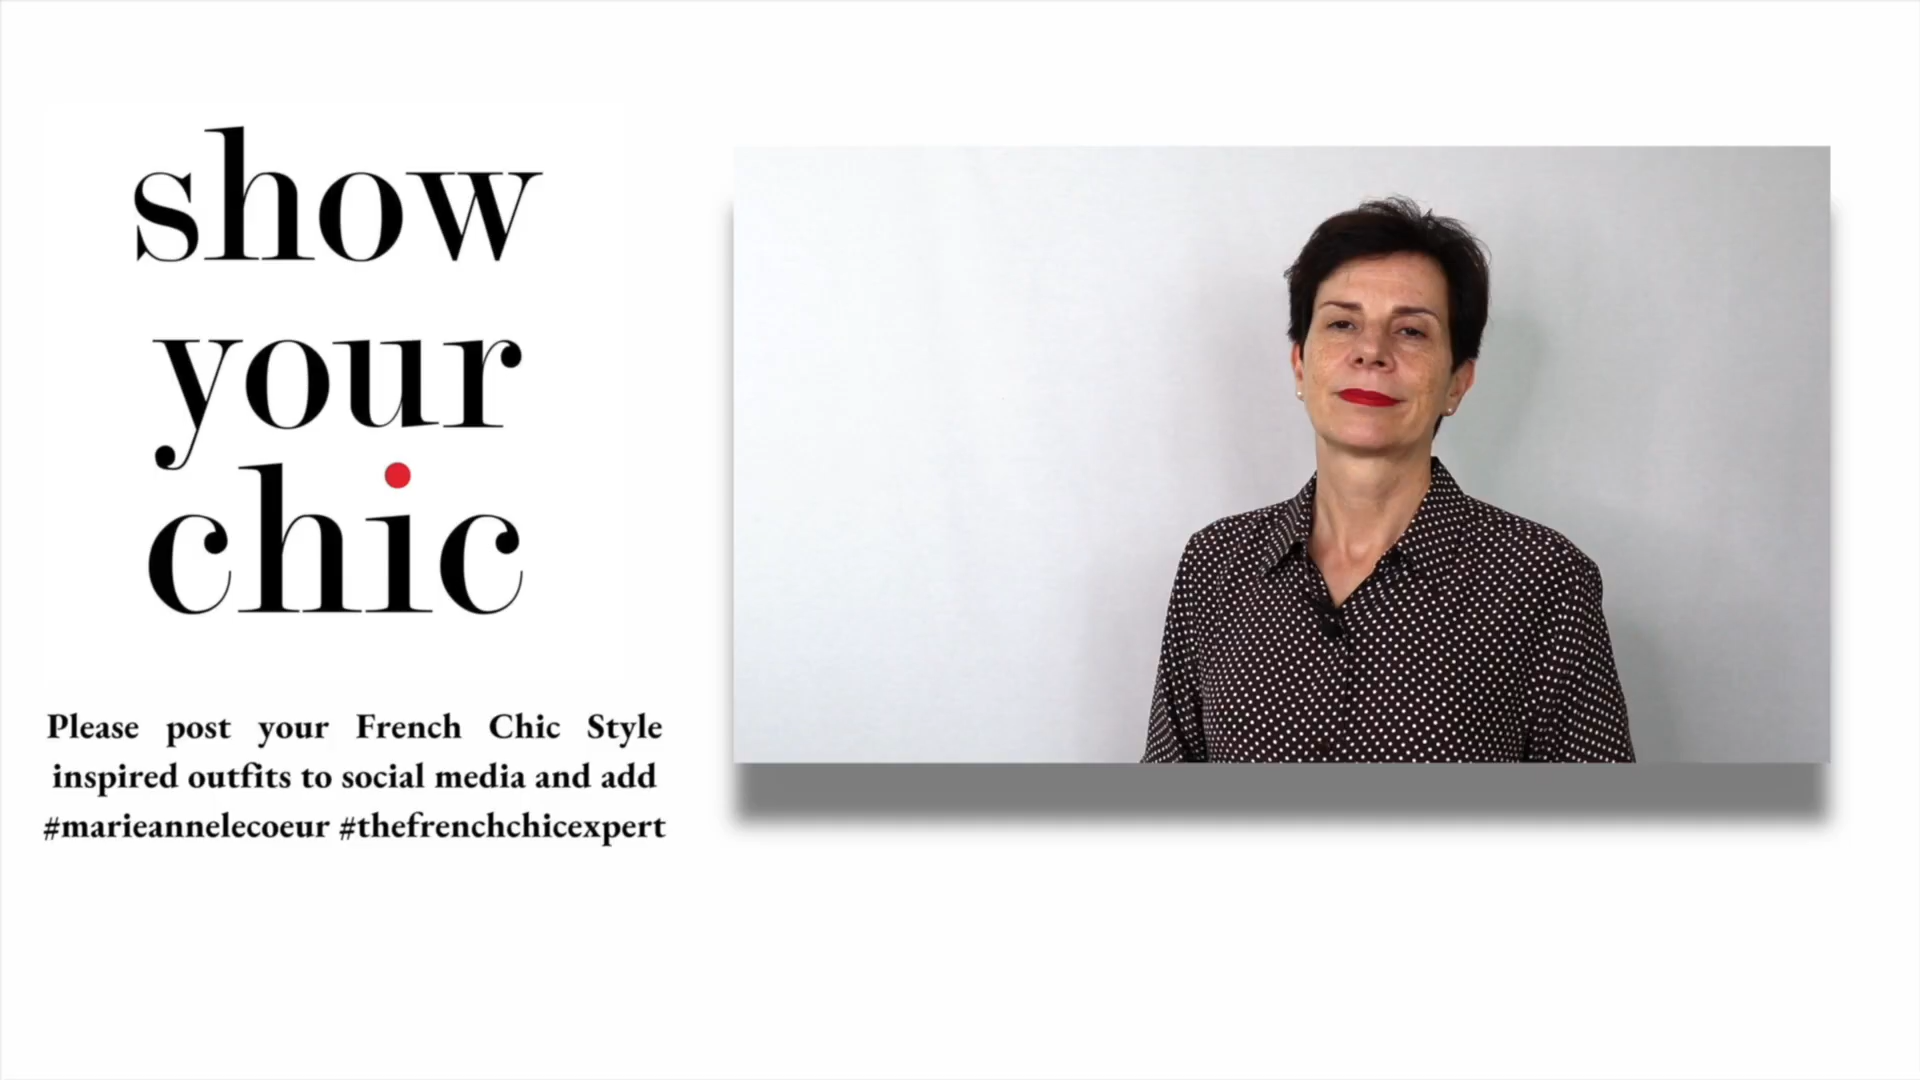 show
your
chic
Please post your French Chic Style
inspired outfits to social media and add
#marieannelecoeur #thefrenchchicexpert